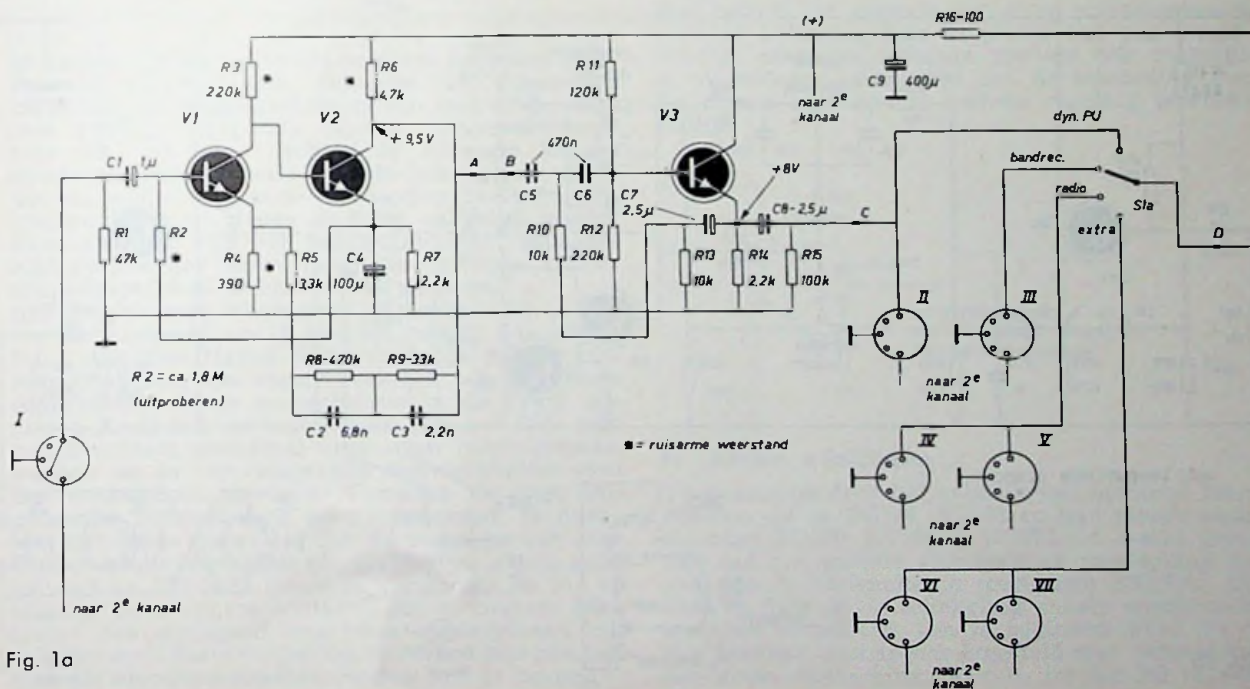 R16-100
(+)
R3
220k
R6
4,7k
R11
120k
C9
400µ
naar 2e
kanaal
V1
V2
V3
+ 9,5V
dyn. PU
bandrec.
radio
S1a
extra
C1
1µ
A
B
470n
C5
C6
C7
2,5µ
+8V
C8-2,5µ
C
D
R1
47k
R2
R4
390
R5
3,3k
C4
100µ
R7
2,2k
R10
10k
R12
220k
R13
10k
R14
2,2k
R15
100k
II
III
R8-470k
R9-33k
R2 = ca 1,8 M
(uitproberen)
C2
6,8n
C3
2,2n
naar 2e
kanaal
I
* = ruisarme weerstand
IV
V
naar 2e
kanaal
VI
VII
naar 2e kanaal
Fig. 1a
naar 2e
kanaal